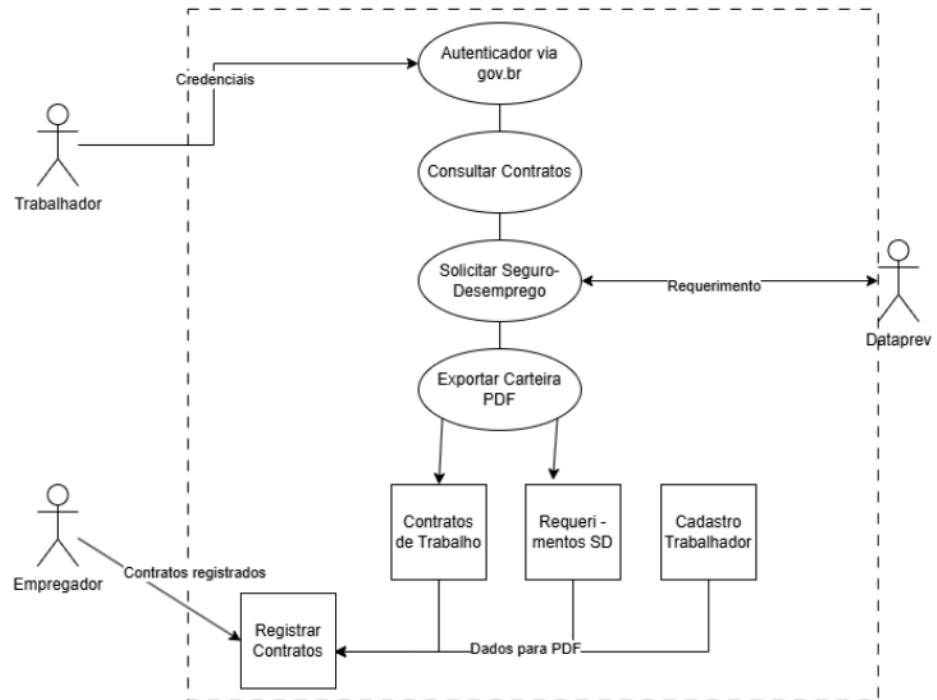 Autenticador via
gov.br
Credenciais
Trabalhador
Consultar Contratos
Solicitar Seguro-
Desemprego
Requerimento
Dataprev
Exportar Carteira
PDF
Contratos
de Trabalho
Requeri -
mentos SD
Cadastro
Trabalhador
Empregador
Contratos registrados
Registrar
Contratos
Dados para PDF